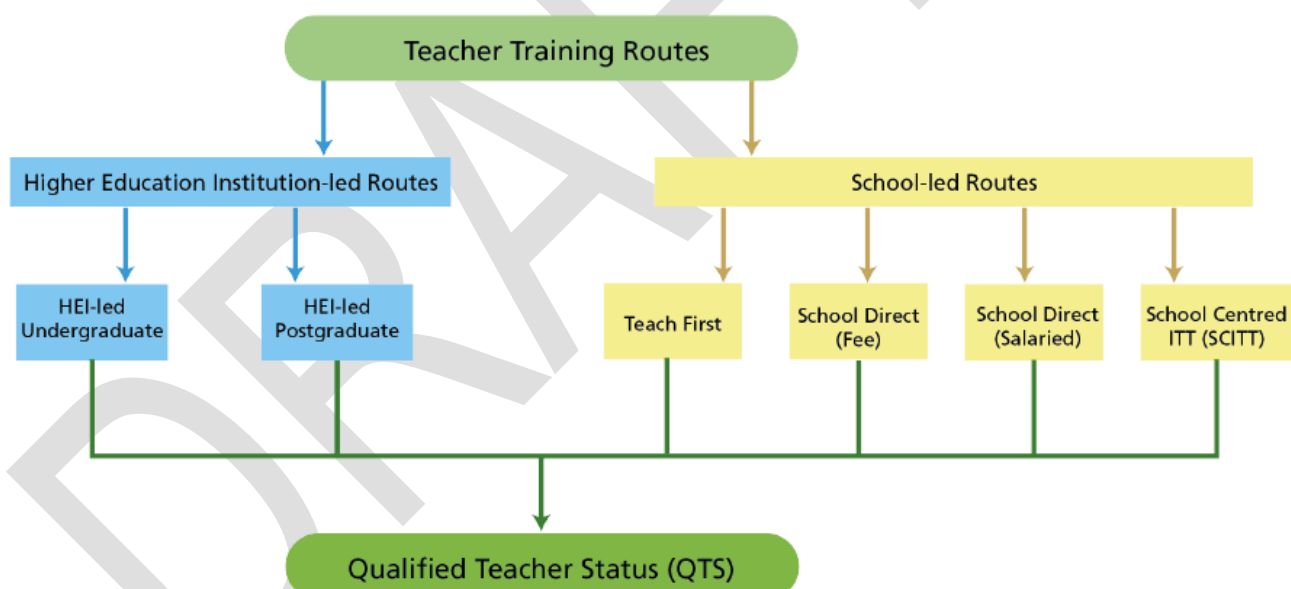 Teacher Training Routes
Higher Education Institution-led Routes
School-led Routes
HEI-led
Undergraduate
HEI-led
Postgraduate
Teach First
School Direct
(Fee)
School Direct
(Salaried)
School Centred
ITT (SCITT)
Qualified Teacher Status (QTS)
DRA